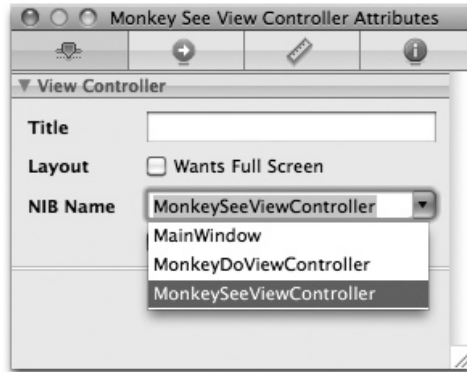 Monkey See View Controller Attributes
View Controller
Title
Layout Wants Full Screen
NIB Name MonkeySeeViewController
MainWindow
MonkeyDoViewController
MonkeySeeViewController